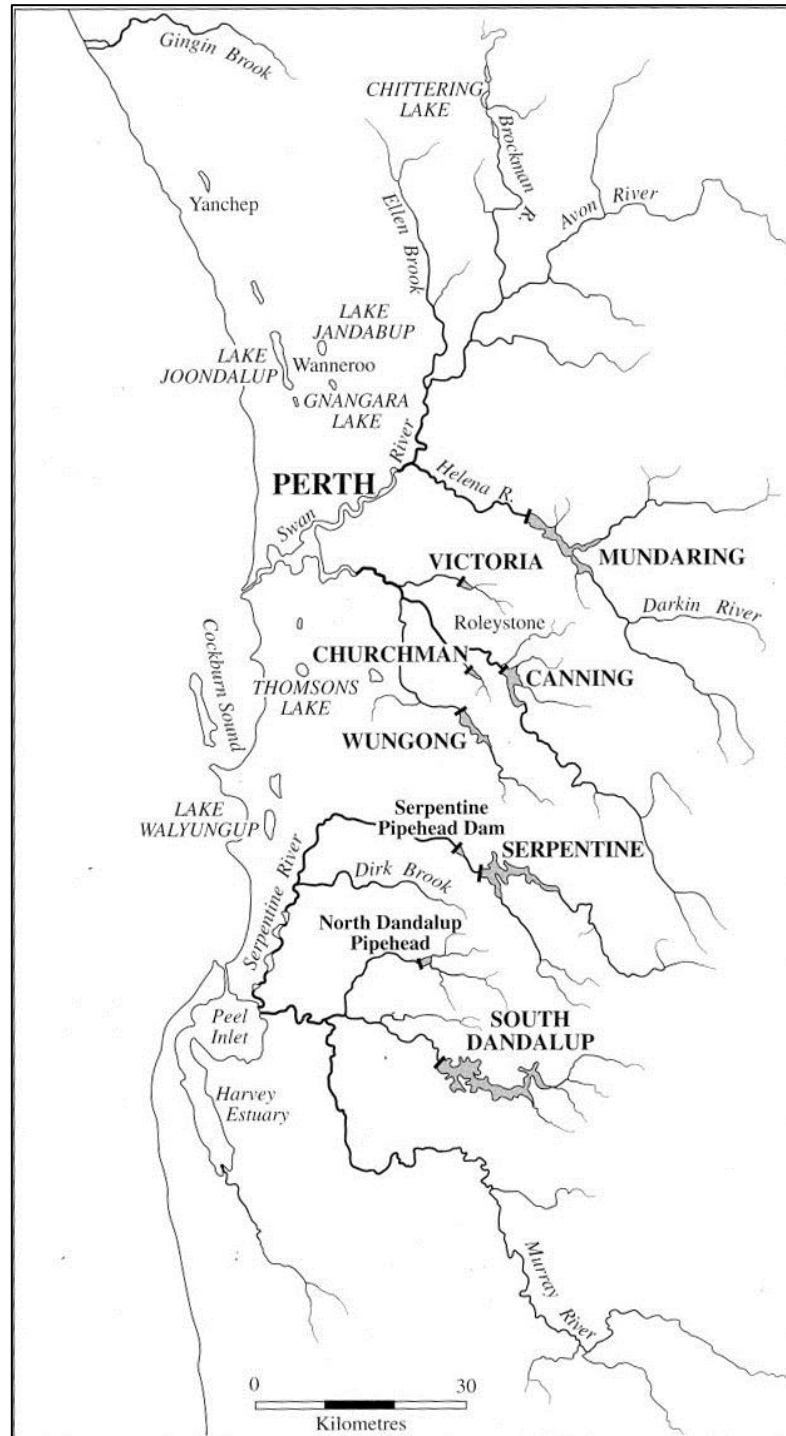 Gingin Brook
CHITTERING
LAKE
Brockman R.
Yanchep
Ellen Brook
Avon River
LAKE
JANDABUP
LAKE
JOONDALUP
Wanneroo
GNANGARA
LAKE
River
PERTH
Helena R.
Swan
VICTORIA
MUNDARING
Roleystone
Darkin River
Cockburn Sound
CHURCHMAN
THOMSONS
LAKE
CANNING
WUNGONG
LAKE
WALYUNGUP
Serpentine
Pipehead Dam
SERPENTINE
Serpentine River
Dirk Brook
North Dandalup
Pipehead
Peel
Inlet
SOUTH
DANDALUP
Harvey
Estuary
Murray River
0 30
Kilometres